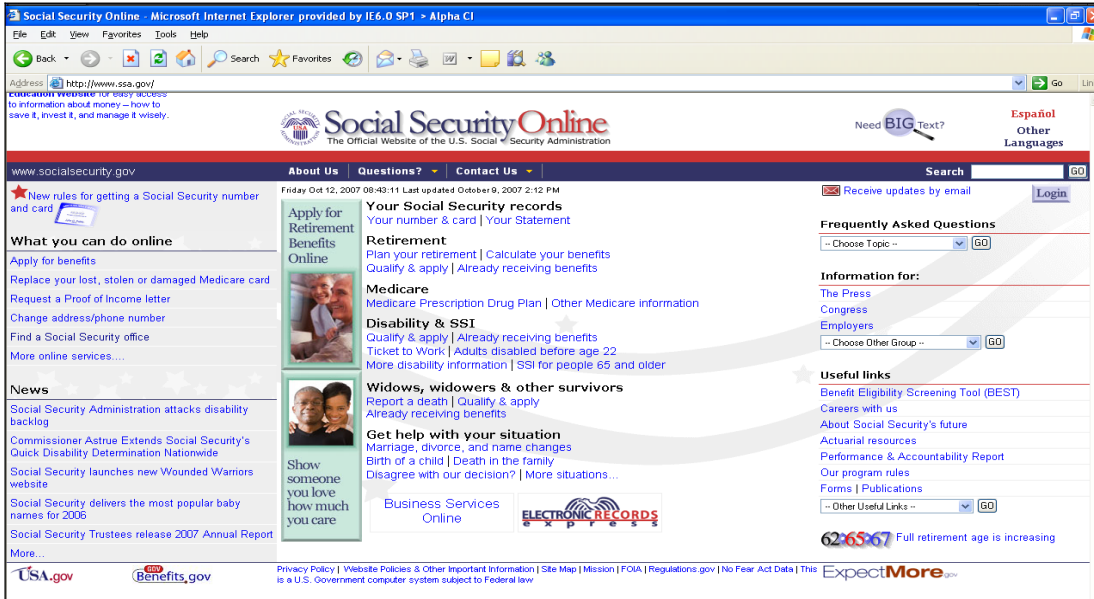 Social Security Online - Microsoft Internet Explorer provided by IE6.0 SP1 > Alpha CI
File Edit View Favorites Tools Help
Back Search Favorites
Address http://www.ssa.gov/ Go Lin
Education Website for easy access
to information about money – how to
save it, invest it, and manage it wisely.
SOCIAL SECURITY ADMINISTRATION USA
Social Security Online
The Official Website of the U.S. Social Security Administration
Need BIG Text?
Español
Other
Languages
www.socialsecurity.gov About Us Questions? Contact Us Search GO
New rules for getting a Social Security number
and card
What you can do online
Apply for benefits
Replace your lost, stolen or damaged Medicare card
Request a Proof of Income letter
Change address/phone number
Find a Social Security office
More online services....
News
Social Security Administration attacks disability
backlog
Commissioner Astrue Extends Social Security's
Quick Disability Determination Nationwide
Social Security launches new Wounded Warriors
website
Social Security delivers the most popular baby
names for 2006
Social Security Trustees release 2007 Annual Report
More...
Friday Oct 12, 2007 08:43:11 Last updated October 9, 2007 2:12 PM
Apply for
Retirement
Benefits
Online
Show
someone
you love
how much
you care
Your Social Security records
Your number & card | Your Statement
Retirement
Plan your retirement | Calculate your benefits
Qualify & apply | Already receiving benefits
Medicare
Medicare Prescription Drug Plan | Other Medicare information
Disability & SSI
Qualify & apply | Already receiving benefits
Ticket to Work | Adults disabled before age 22
More disability information | SSI for people 65 and older
Widows, widowers & other survivors
Report a death | Qualify & apply
Already receiving benefits
Get help with your situation
Marriage, divorce, and name changes
Birth of a child | Death in the family
Disagree with our decision? | More situations...
Business Services
Online
ELECTRONIC RECORDS
express
Receive updates by email Login
Frequently Asked Questions
-- Choose Topic -- GO
Information for:
The Press
Congress
Employers
-- Choose Other Group -- GO
Useful links
Benefit Eligibility Screening Tool (BEST)
Careers with us
About Social Security's future
Actuarial resources
Performance & Accountability Report
Our program rules
Forms | Publications
-- Other Useful Links -- GO
62 65 67 Full retirement age is increasing
USA.gov
GOV
Benefits.gov
Privacy Policy | Website Policies & Other Important Information | Site Map | Mission | FOIA | Regulations.gov | No Fear Act Data | This
is a U.S. Government computer system subject to Federal law
ExpectMore.gov